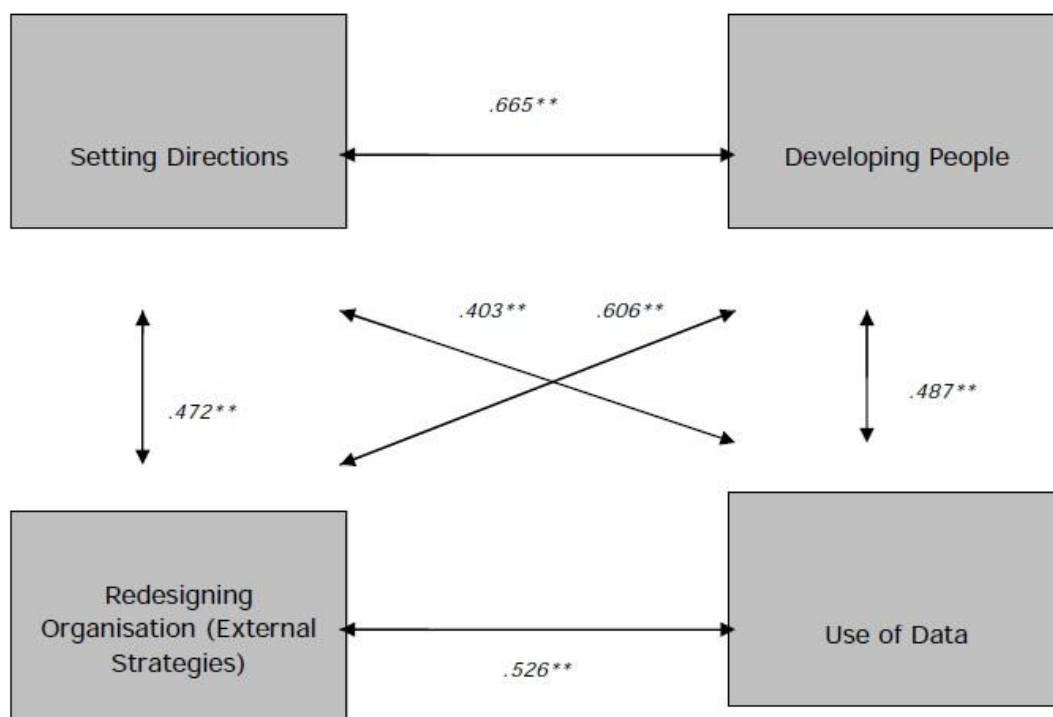 .665**
Setting Directions
Developing People
.403**
.606**
.472**
.487**
Redesigning
Organisation (External
Strategies)
Use of Data
.526**